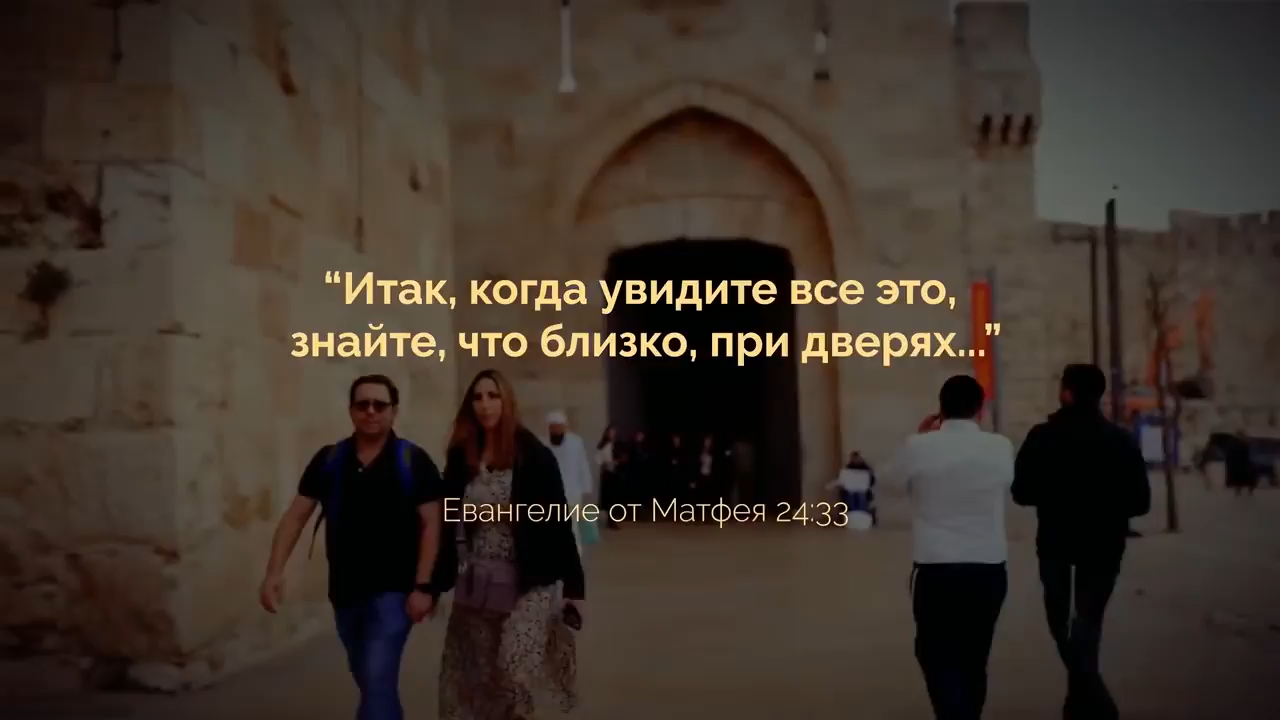 “Итак, когда увидите все это,
знайте, что близко, при дверях...”
Евангелие от Матфея 24:33